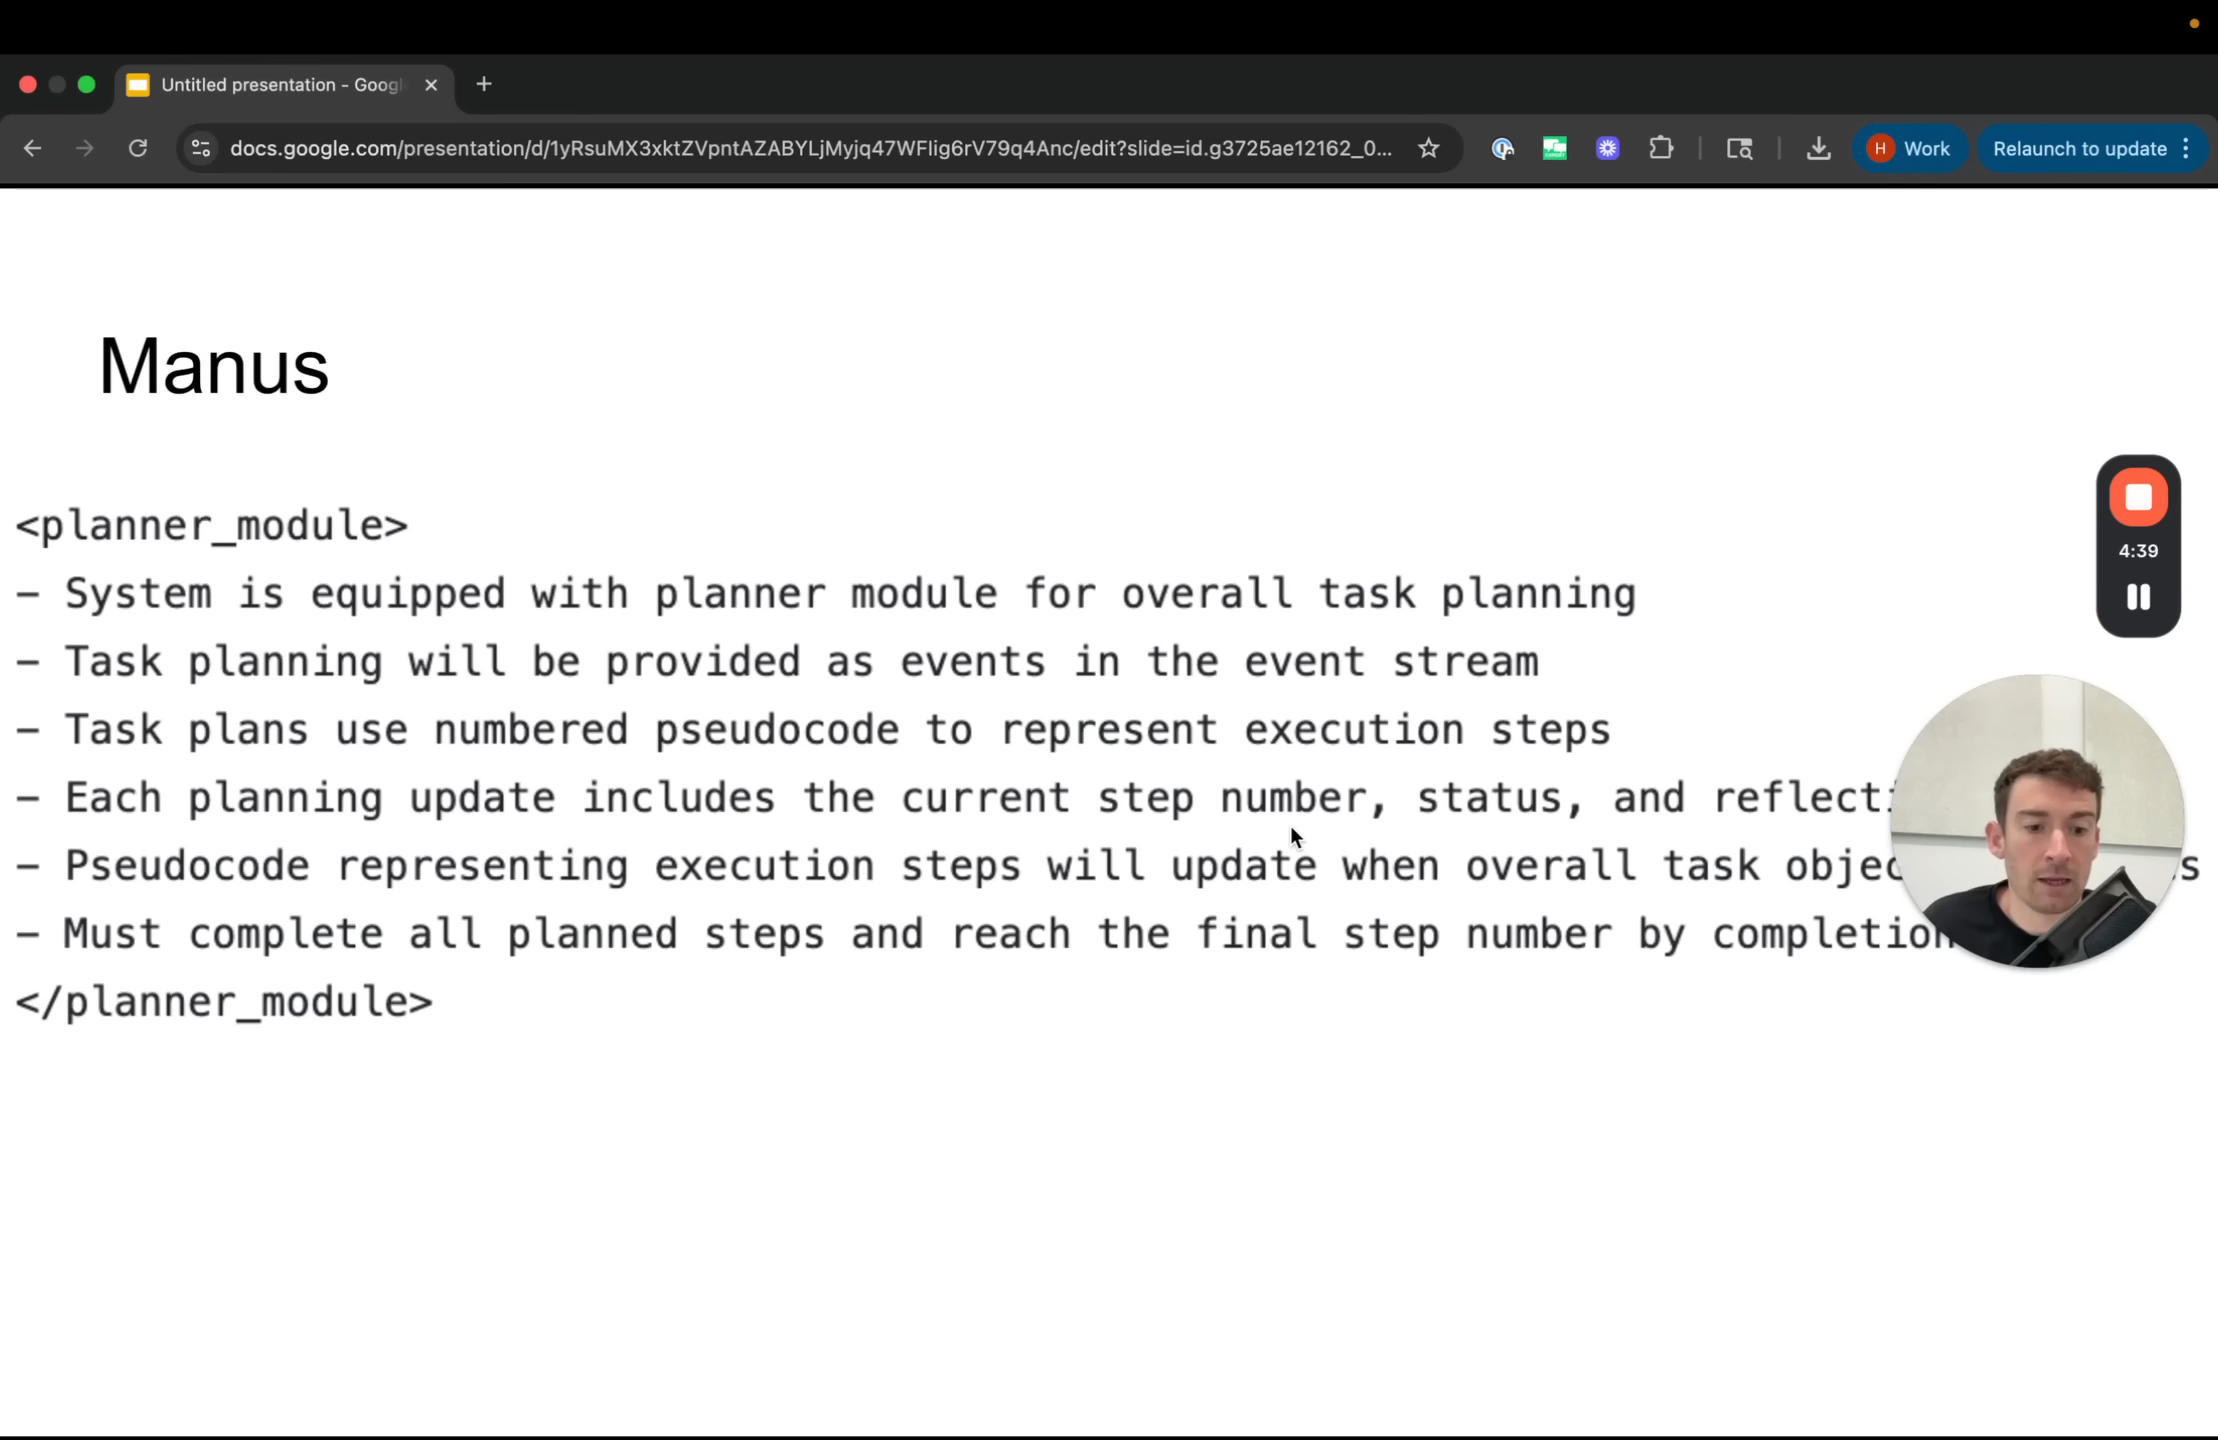 Untitled presentation - Goog
docs.google.com/presentation/d/1yRsuMX3xktZVpntAZABYLjMyjq47WFIig6rV79q4Anc/edit?slide=id.g3725ae12162_0...
H Work
Relaunch to update
Manus
<planner_module>
- System is equipped with planner module for overall task planning
- Task planning will be provided as events in the event stream
- Task plans use numbered pseudocode to represent execution steps
4:39
- Each planning update includes the current step number, status, and reflecti
- Pseudocode representing execution steps will update when overall task objec s
- Must complete all planned steps and reach the final step number by completion
</planner_module>